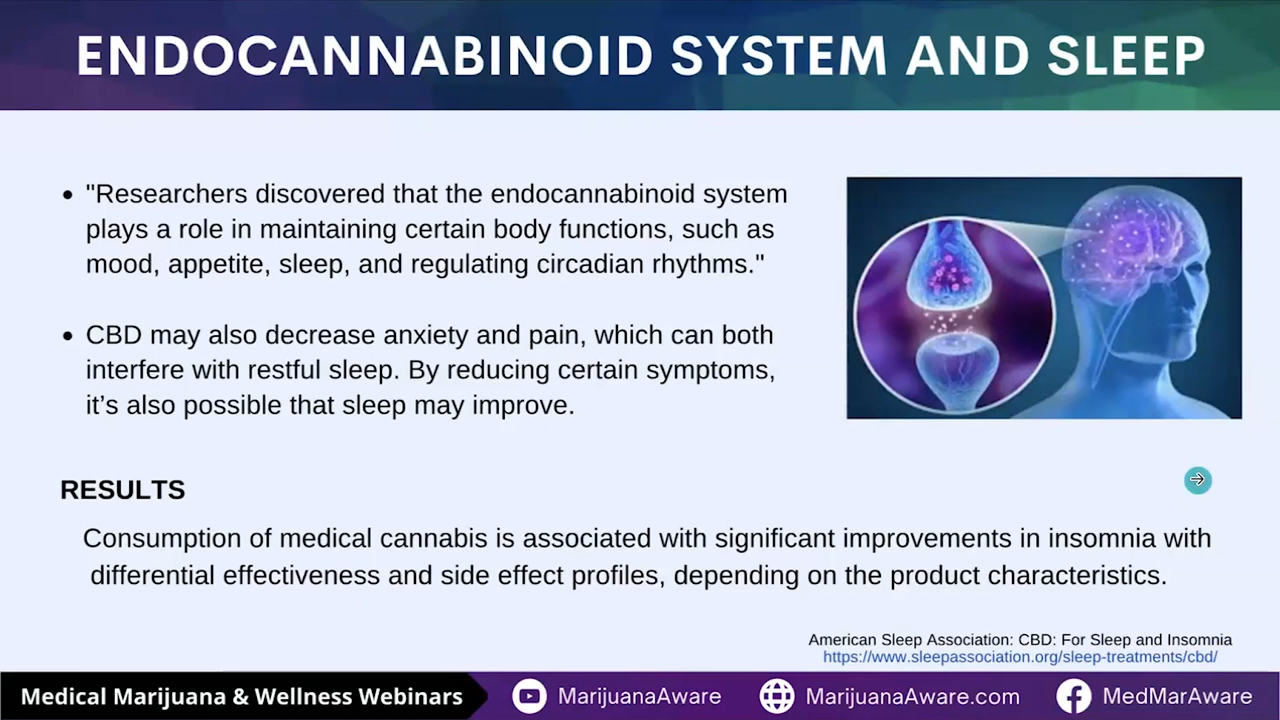 ENDOCANNABINOID SYSTEM AND SLEEP
• "Researchers discovered that the endocannabinoid system
plays a role in maintaining certain body functions, such as
mood, appetite, sleep, and regulating circadian rhythms."
• CBD may also decrease anxiety and pain, which can both
interfere with restful sleep. By reducing certain symptoms,
it’s also possible that sleep may improve.
RESULTS
Consumption of medical cannabis is associated with significant improvements in insomnia with
differential effectiveness and side effect profiles, depending on the product characteristics.
American Sleep Association: CBD: For Sleep and Insomnia
https://www.sleepassociation.org/sleep-treatments/cbd/
Medical Marijuana & Wellness Webinars MarijuanaAware MarijuanaAware.com MedMarAware